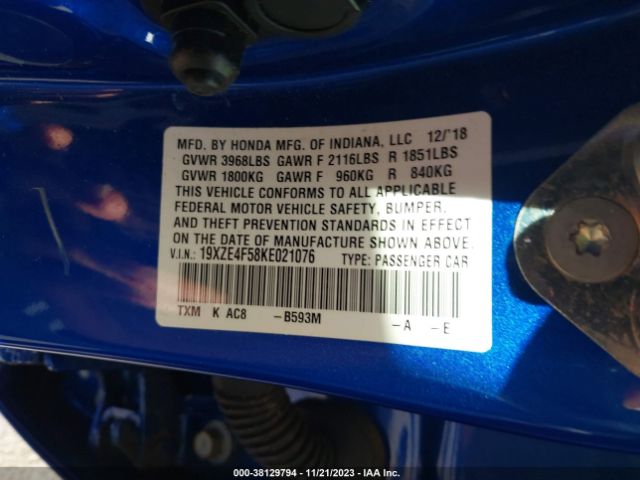 MFD. BY HONDA MFG. OF INDIANA, LLC 12/'18
GVWR 3968LBS GAWR F 2116LBS R 1851LBS
GVWR 1800KG GAWR F 960KG R 840KG
THIS VEHICLE CONFORMS TO ALL APPLICABLE
FEDERAL MOTOR VEHICLE SAFETY, BUMPER,
AND THEFT PREVENTION STANDARDS IN EFFECT
ON THE DATE OF MANUFACTURE SHOWN ABOVE.
V.I.N.: 19XZE4F58KE021076 TYPE: PASSENGER CAR
TXM K AC8 -B593M -A -E
000-38129794 - 11/21/2023 - IAA Inc.